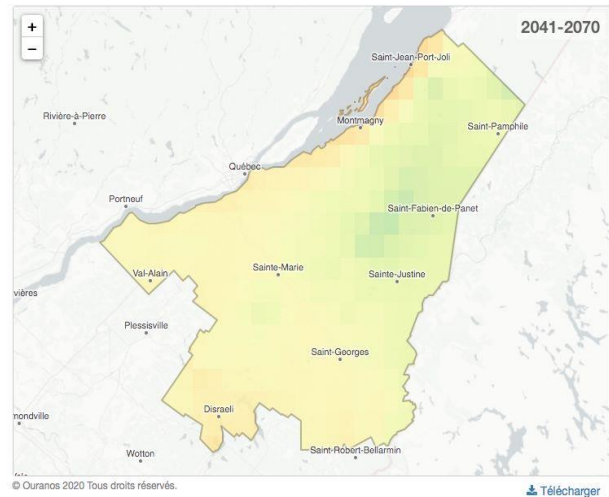 +
2041-2070
−
Saint-Jean-Port-Joli
Rivière-à-Pierre
Montmagny
Saint-Pamphile
Québec
Portneuf
Saint-Fabien-de-Panet
Sainte-Marie
Sainte-Justine
Val-Alain
vières
Plessisville
Saint-Georges
Disraeli
mondville
Saint-Robert-Bellarmin
Wotton
© Ouranos 2020 Tous droits réservés.
Télécharger